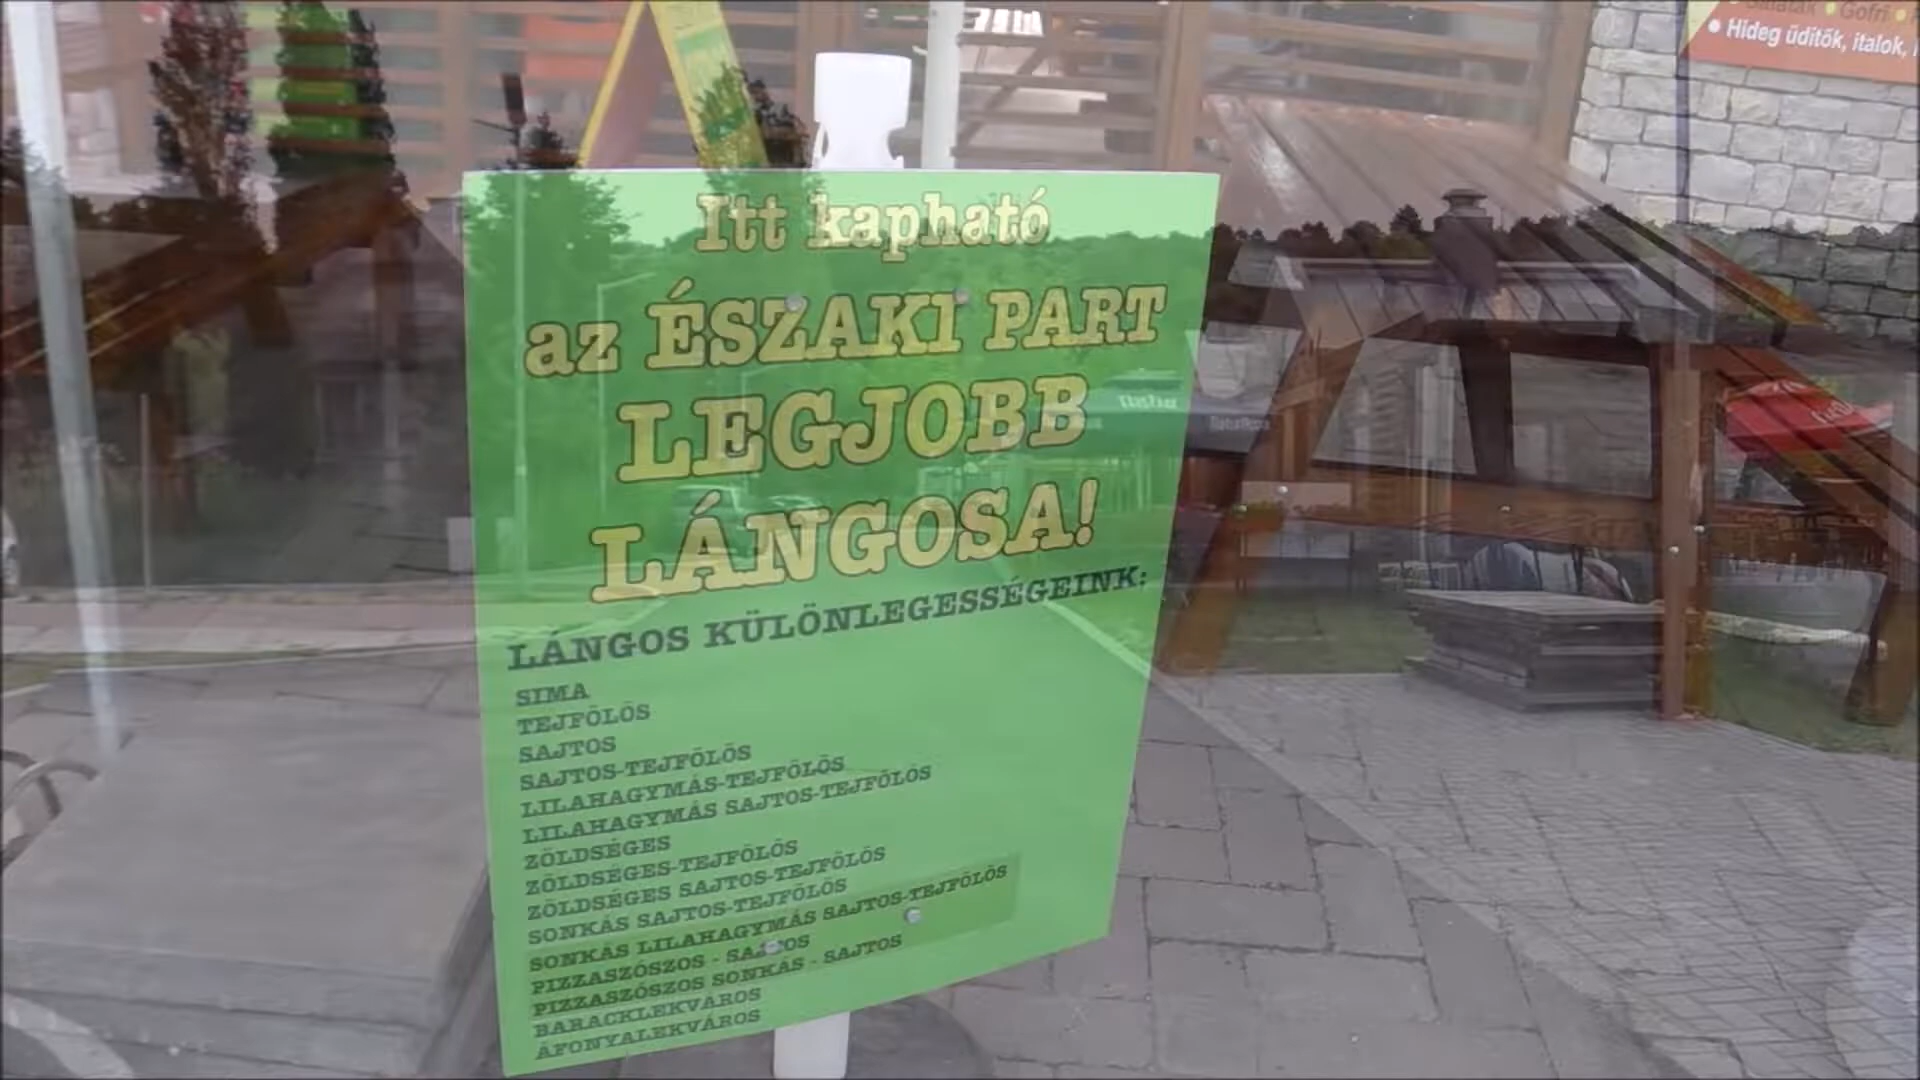 Itt kapható
az ÉSZAKI PART
LEGJOBB
LÁNGOSA!
LÁNGOS KÜLÖNLEGESSÉGEINK:
SIMA
TEJFÖLÖS
SAJTOS
SAJTOS-TEJFÖLÖS
LILAHAGYMÁS-TEJFÖLÖS
LILAHAGYMÁS SAJTOS-TEJFÖLÖS
ZÖLDSÉGES
ZÖLDSÉGES-TEJFÖLÖS
ZÖLDSÉGES SAJTOS-TEJFÖLÖS
SONKÁS SAJTOS-TEJFÖLÖS
SONKÁS LILAHAGYMÁS SAJTOS-TEJFÖLÖS
PIZZASZÓSZOS - SAJTOS
PIZZASZÓSZOS SONKÁS - SAJTOS
BARACKLEKVÁROS
ÁFONYALEKVÁROS
Saláták • Gofri •
• Hideg üdítők, italok,